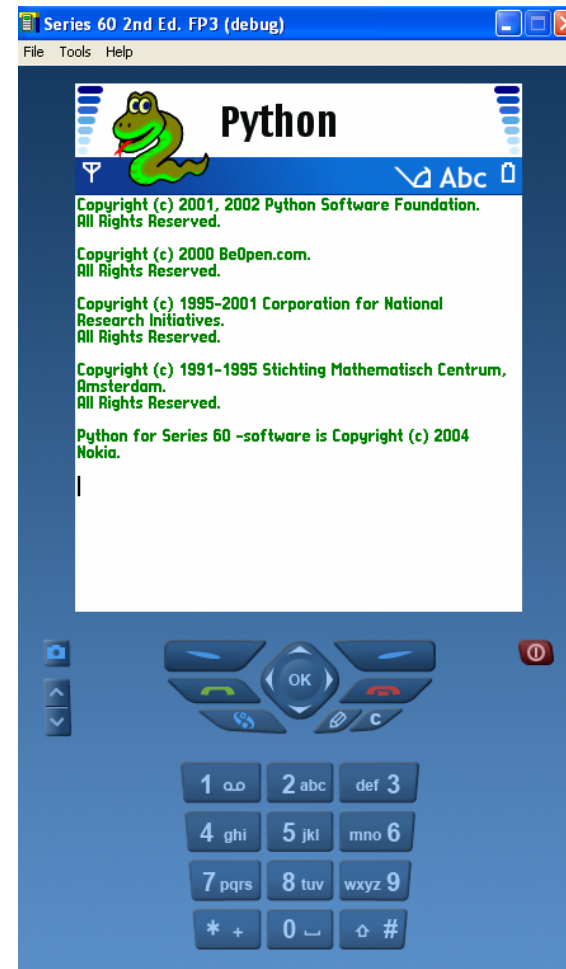 Series 60 2nd Ed. FP3 (debug)
File Tools Help
Python
Abc
Copyright (c) 2001, 2002 Python Software Foundation.
All Rights Reserved.
Copyright (c) 2000 BeOpen.com.
All Rights Reserved.
Copyright (c) 1995-2001 Corporation for National
Research Initiatives.
All Rights Reserved.
Copyright (c) 1991-1995 Stichting Mathematisch Centrum,
Amsterdam.
All Rights Reserved.
Python for Series 60 -software is Copyright (c) 2004
Nokia.
OK
C
1 2 abc def 3
4 ghi 5 jkl mno 6
7 pqrs 8 tuv wxyz 9
* + 0 #